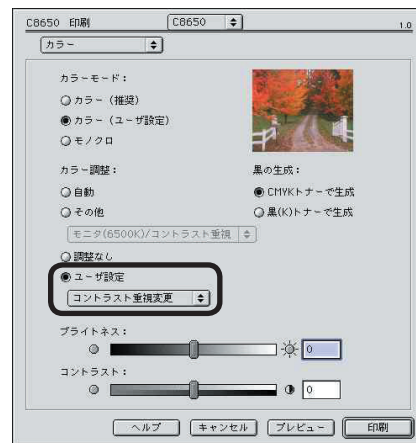 C8650 印刷 C8650 1.0
カラー
カラーモード：
カラー（推奨）
カラー（ユーザ設定）
モノクロ
カラー調整： 黒の生成：
自動 CMYKトナーで生成
その他 黒(K)トナーで生成
モニタ(6500K)/コントラスト重視
調整なし
ユーザ設定
コントラスト重視変更
ブライトネス：
0
コントラスト：
0
ヘルプ キャンセル プレビュー 印刷